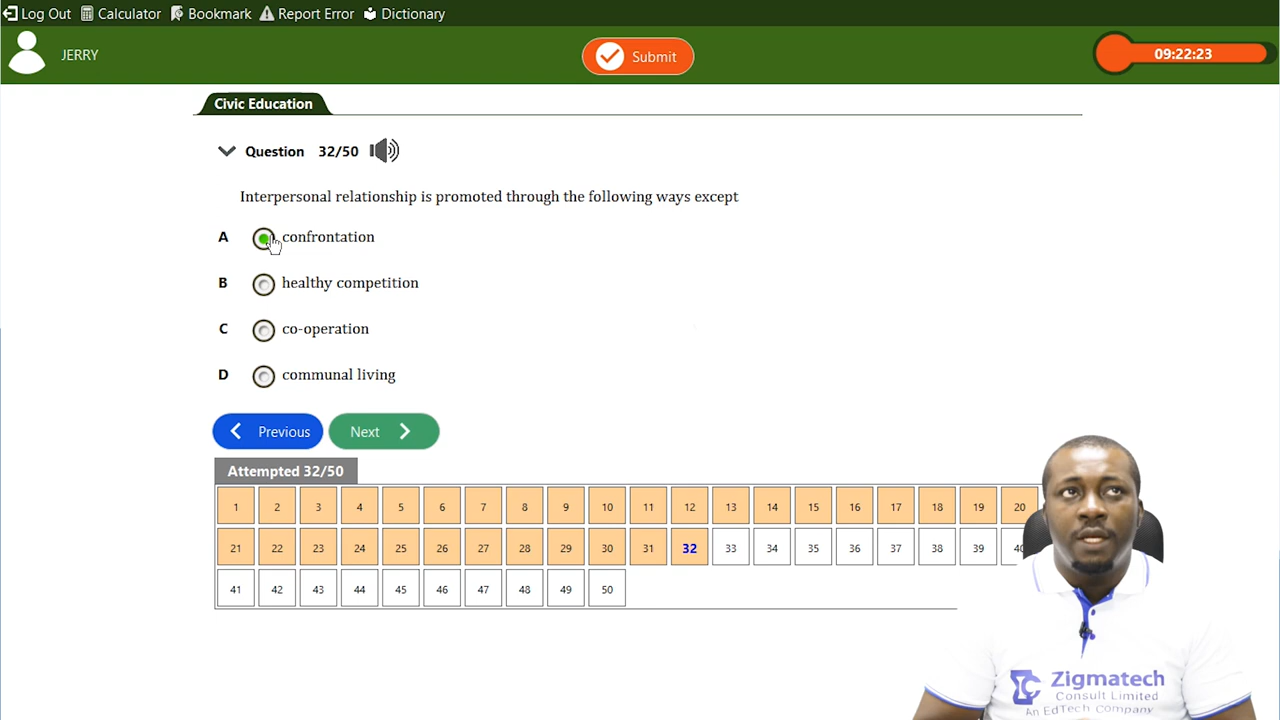 Log Out Calculator Bookmark Report Error Dictionary
JERRY
Submit
09:22:23
Civic Education
Question 32/50
Interpersonal relationship is promoted through the following ways except
A confrontation
B healthy competition
C co-operation
D communal living
Previous Next
Attempted 32/50
1 2 3 4 5 6 7 8 9 10 11 12 13 14 15 16 17 18 19 20
21 22 23 24 25 26 27 28 29 30 31 32 33 34 35 36 37 38 39 40
41 42 43 44 45 46 47 48 49 50
Zigmatech
Consult Limited
An EdTech Company